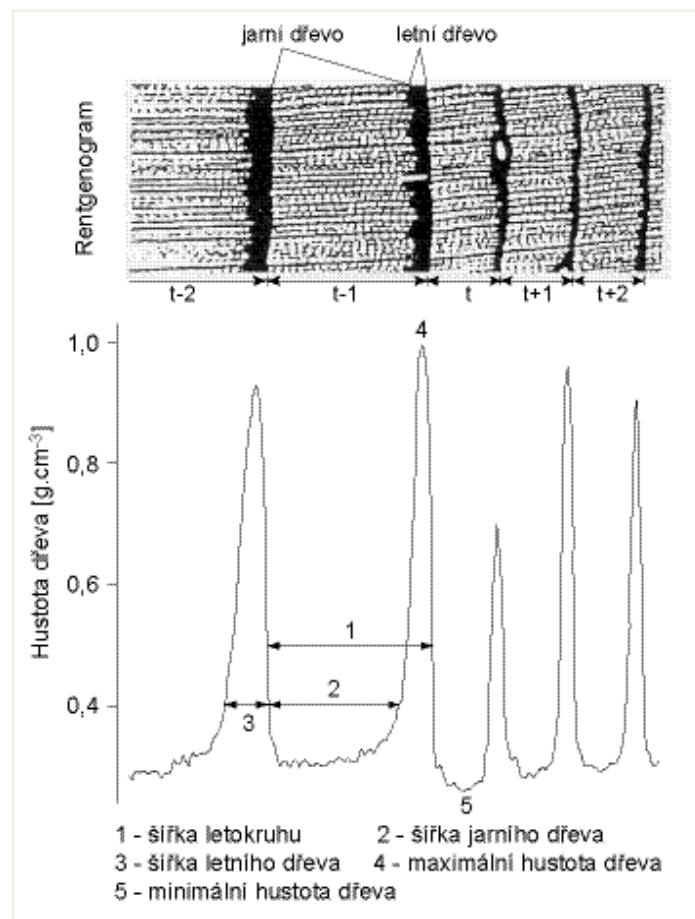 jarní dřevo letní dřevo
Rentgenogram
t-2 t-1 t t+1 t+2
1,0
4
0,8
Hustota dřeva [g.cm-3]
0,6
1
2
0,4
3
5
1 - šířka letokruhu 2 - šířka jarního dřeva
3 - šířka letního dřeva 4 - maximální hustota dřeva
5 - minimální hustota dřeva